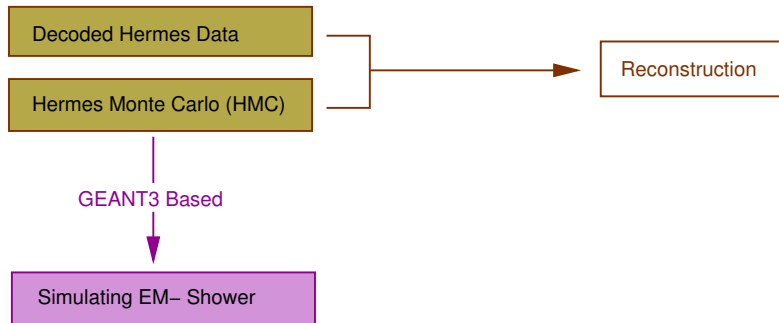 Decoded Hermes Data
Reconstruction
Hermes Monte Carlo (HMC)
GEANT3 Based
Simulating EM− Shower